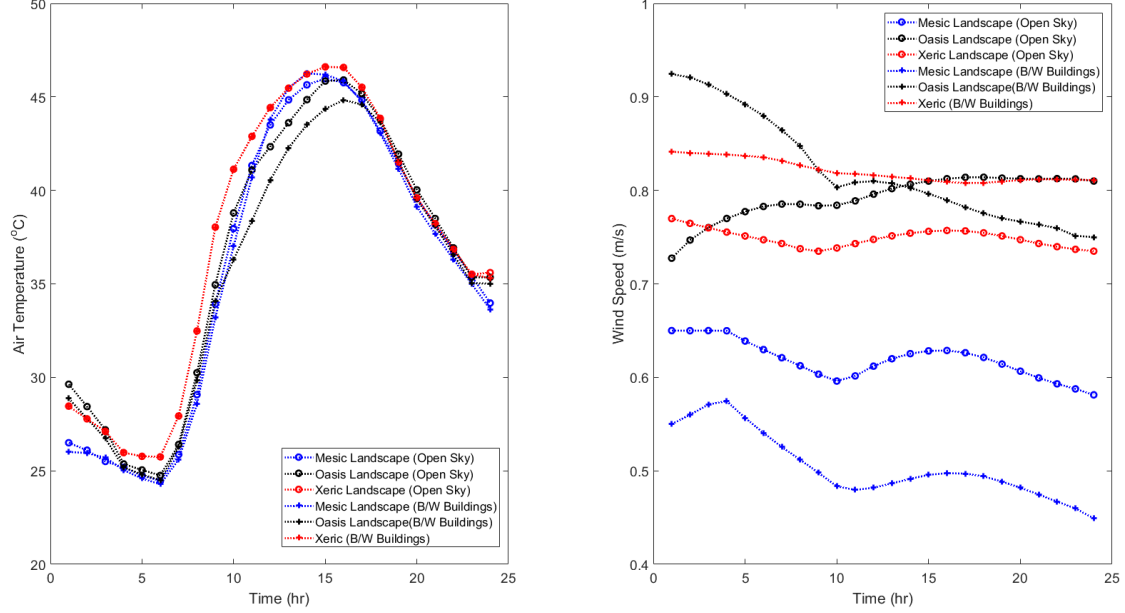 50
45
40
35
30
25
20
Air Temperature (°C)
0
5
10
15
20
25
Time (hr)
Mesic Landscape (Open Sky)
Oasis Landscape (Open Sky)
Xeric Landscape (Open Sky)
Mesic Landscape (B/W Buildings)
Oasis Landscape(B/W Buildings)
Xeric (B/W Buildings)
1
0.9
0.8
0.7
0.6
0.5
0.4
Wind Speed (m/s)
0
5
10
15
20
25
Time (hr)
Mesic Landscape (Open Sky)
Oasis Landscape (Open Sky)
Xeric Landscape (Open Sky)
Mesic Landscape (B/W Buildings)
Oasis Landscape(B/W Buildings)
Xeric (B/W Buildings)